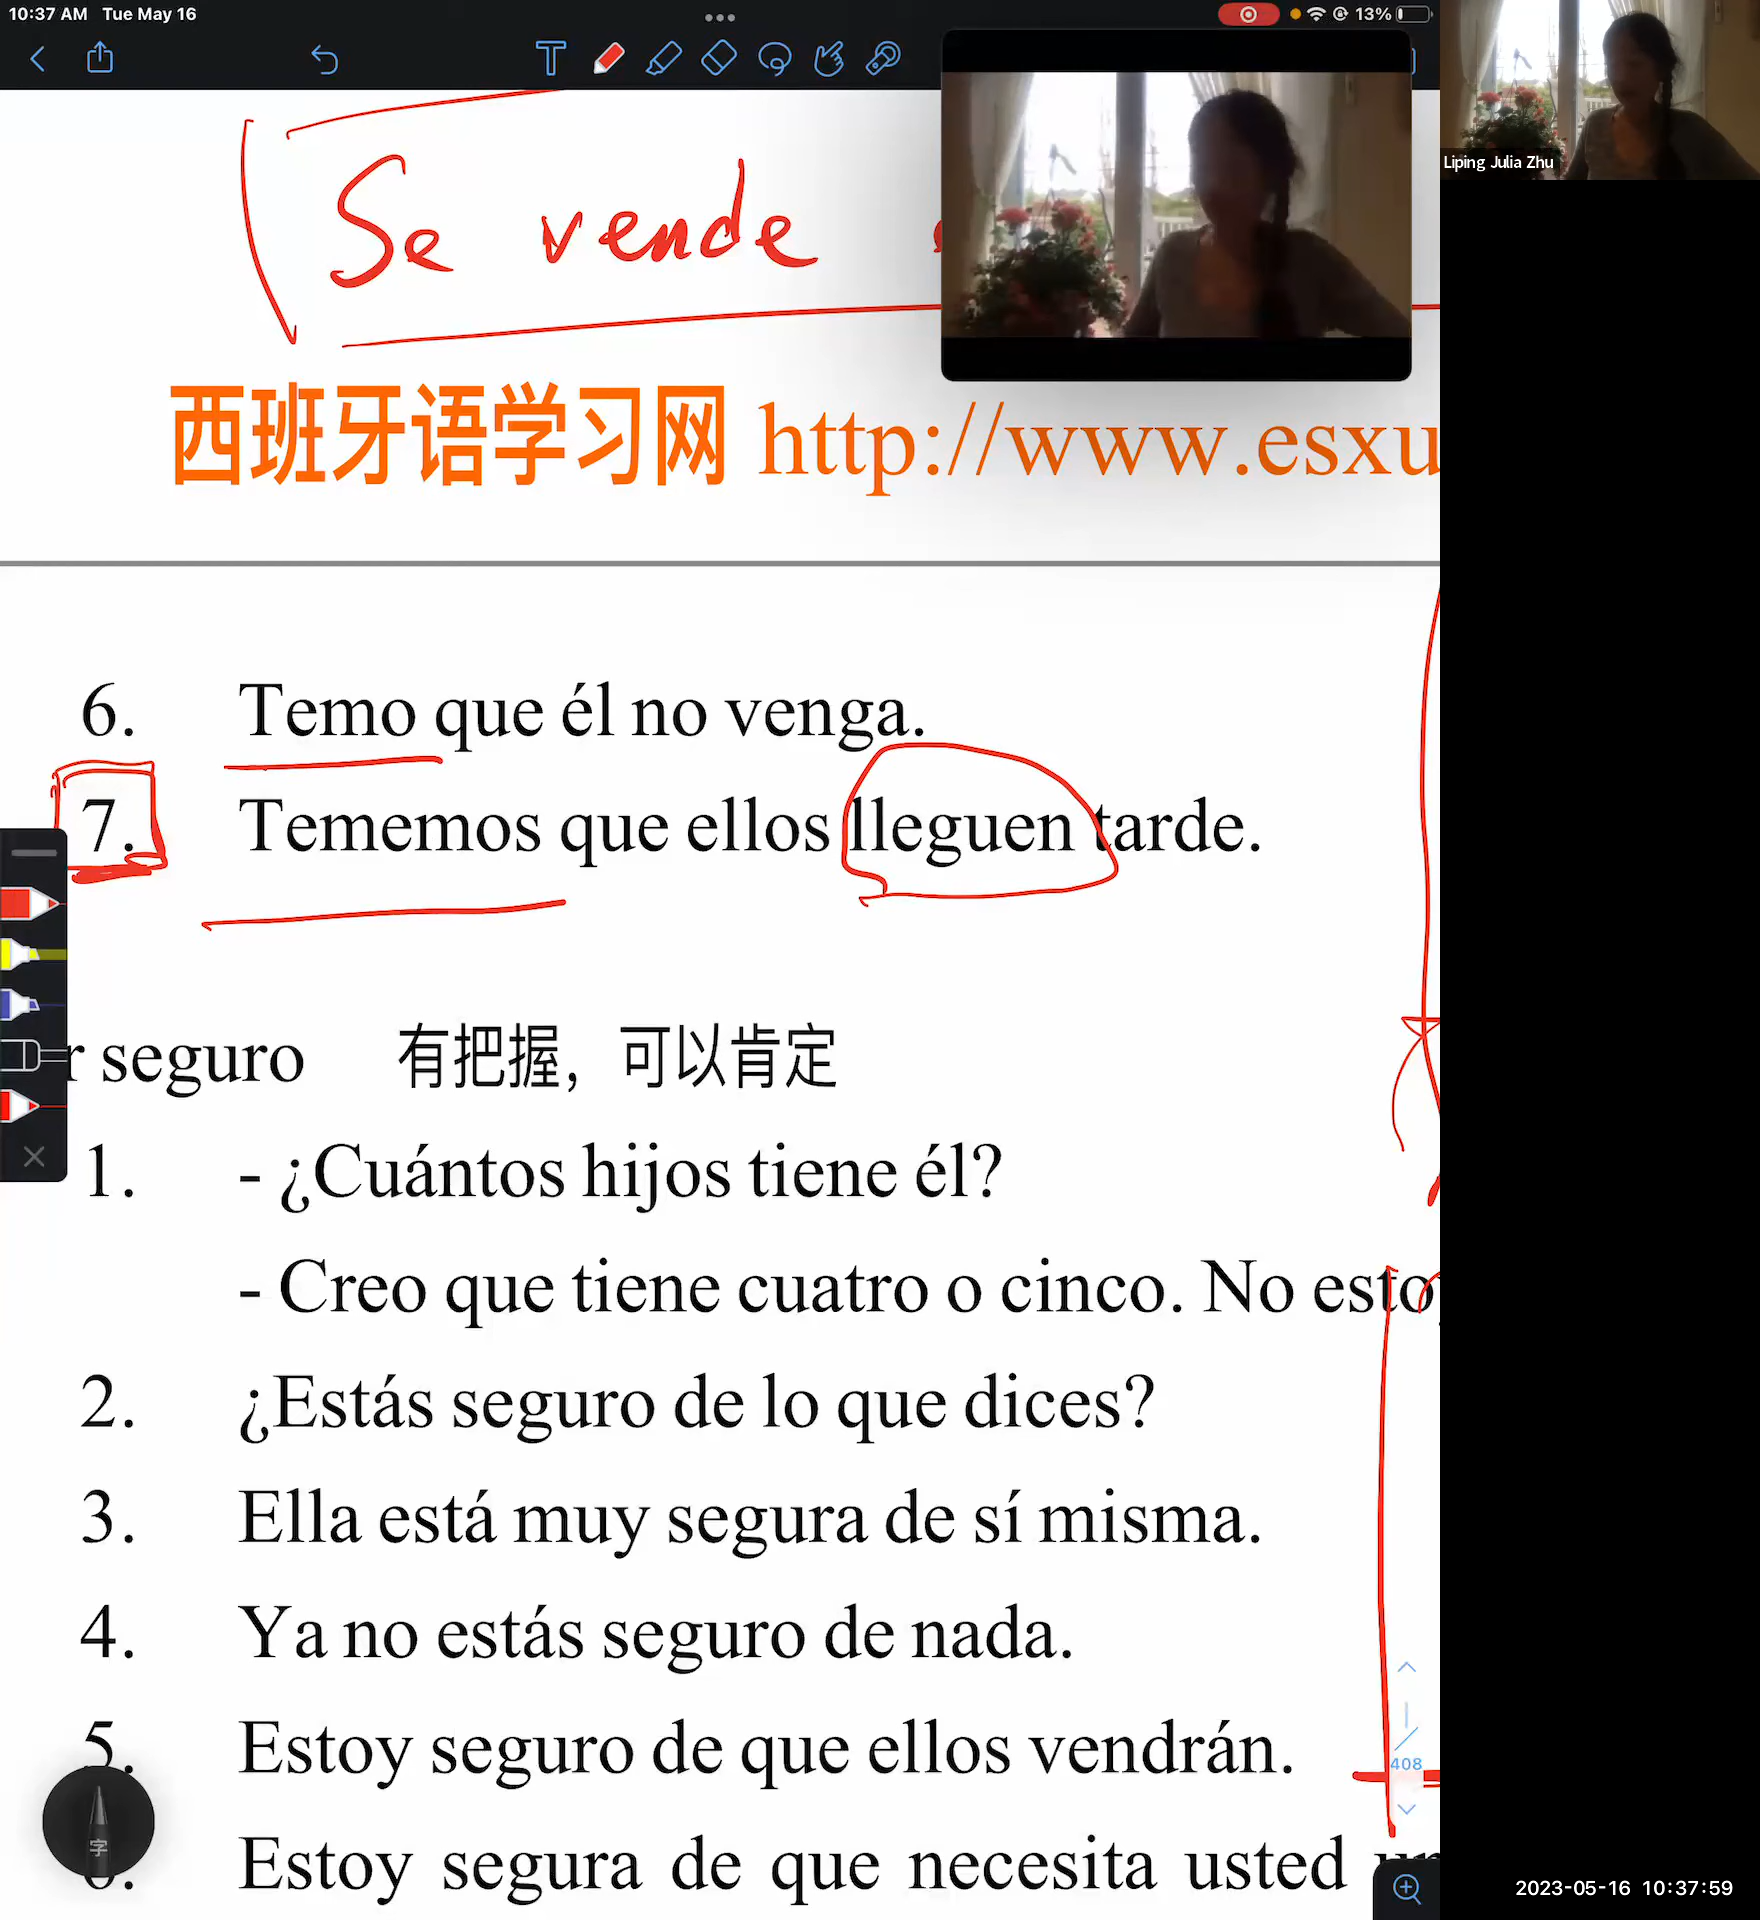 10:37 AM Tue May 16
13%
Liping Julia Zhu
Se vende
西班牙语学习网 http://www.esxu
6. Temo que él no venga.
7. Tememos que ellos lleguen tarde.
r seguro 有把握，可以肯定
1. - ¿Cuántos hijos tiene él?
- Creo que tiene cuatro o cinco. No esto
2. ¿Estás seguro de lo que dices?
3. Ella está muy segura de sí misma.
4. Ya no estás seguro de nada.
5. Estoy seguro de que ellos vendrán.
6. Estoy segura de que necesita usted
408
字
2023-05-16 10:37:59